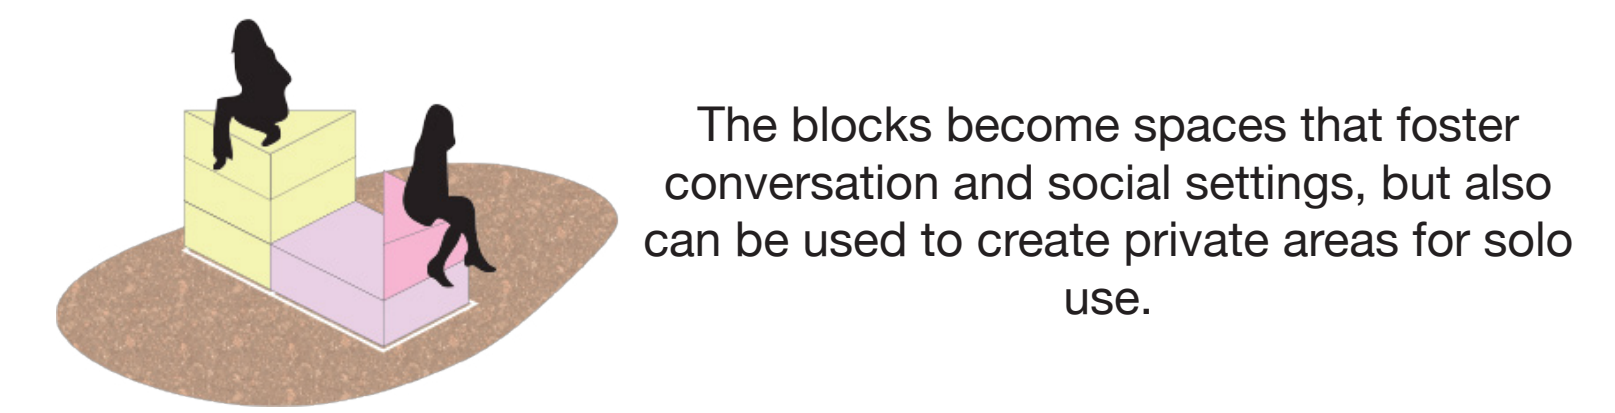 The blocks become spaces that foster
conversation and social settings, but also
can be used to create private areas for solo
use.